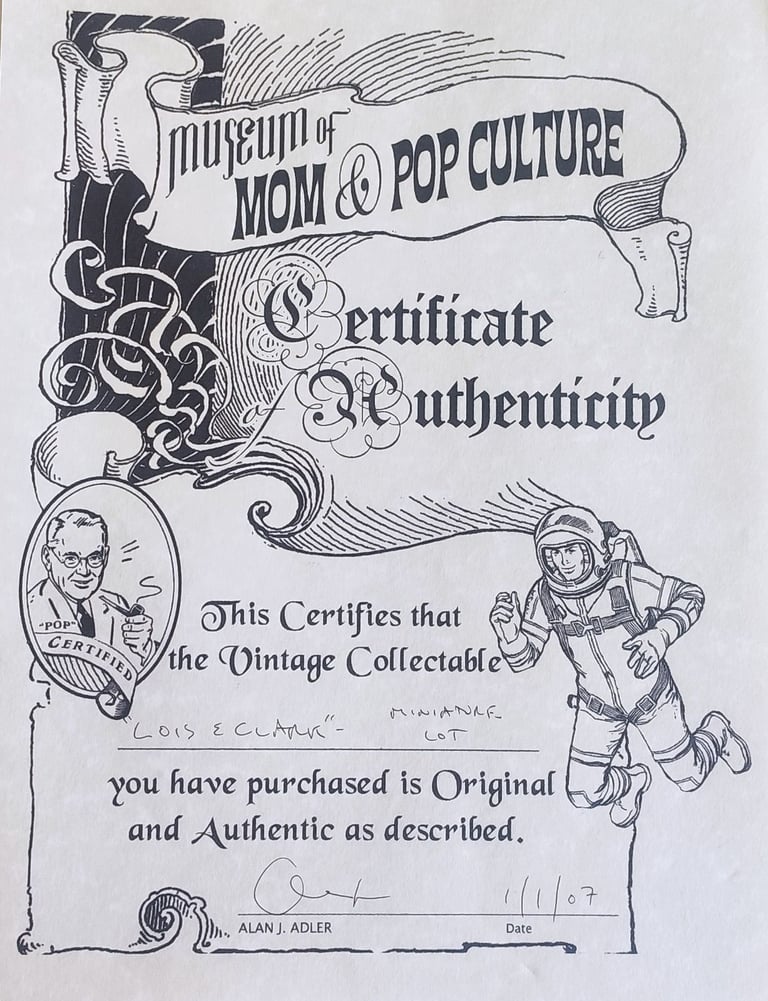 MUSEUM OF
MOM & POP CULTURE
Certificate
of Authenticity
"POP"
CERTIFIED
This Certifies that
the Vintage Collectable
"LOIS & CLARK"- MINIATURE
LOT
you have purchased is Original
and Authentic as described.
1/1/07
ALAN J. ADLER Date